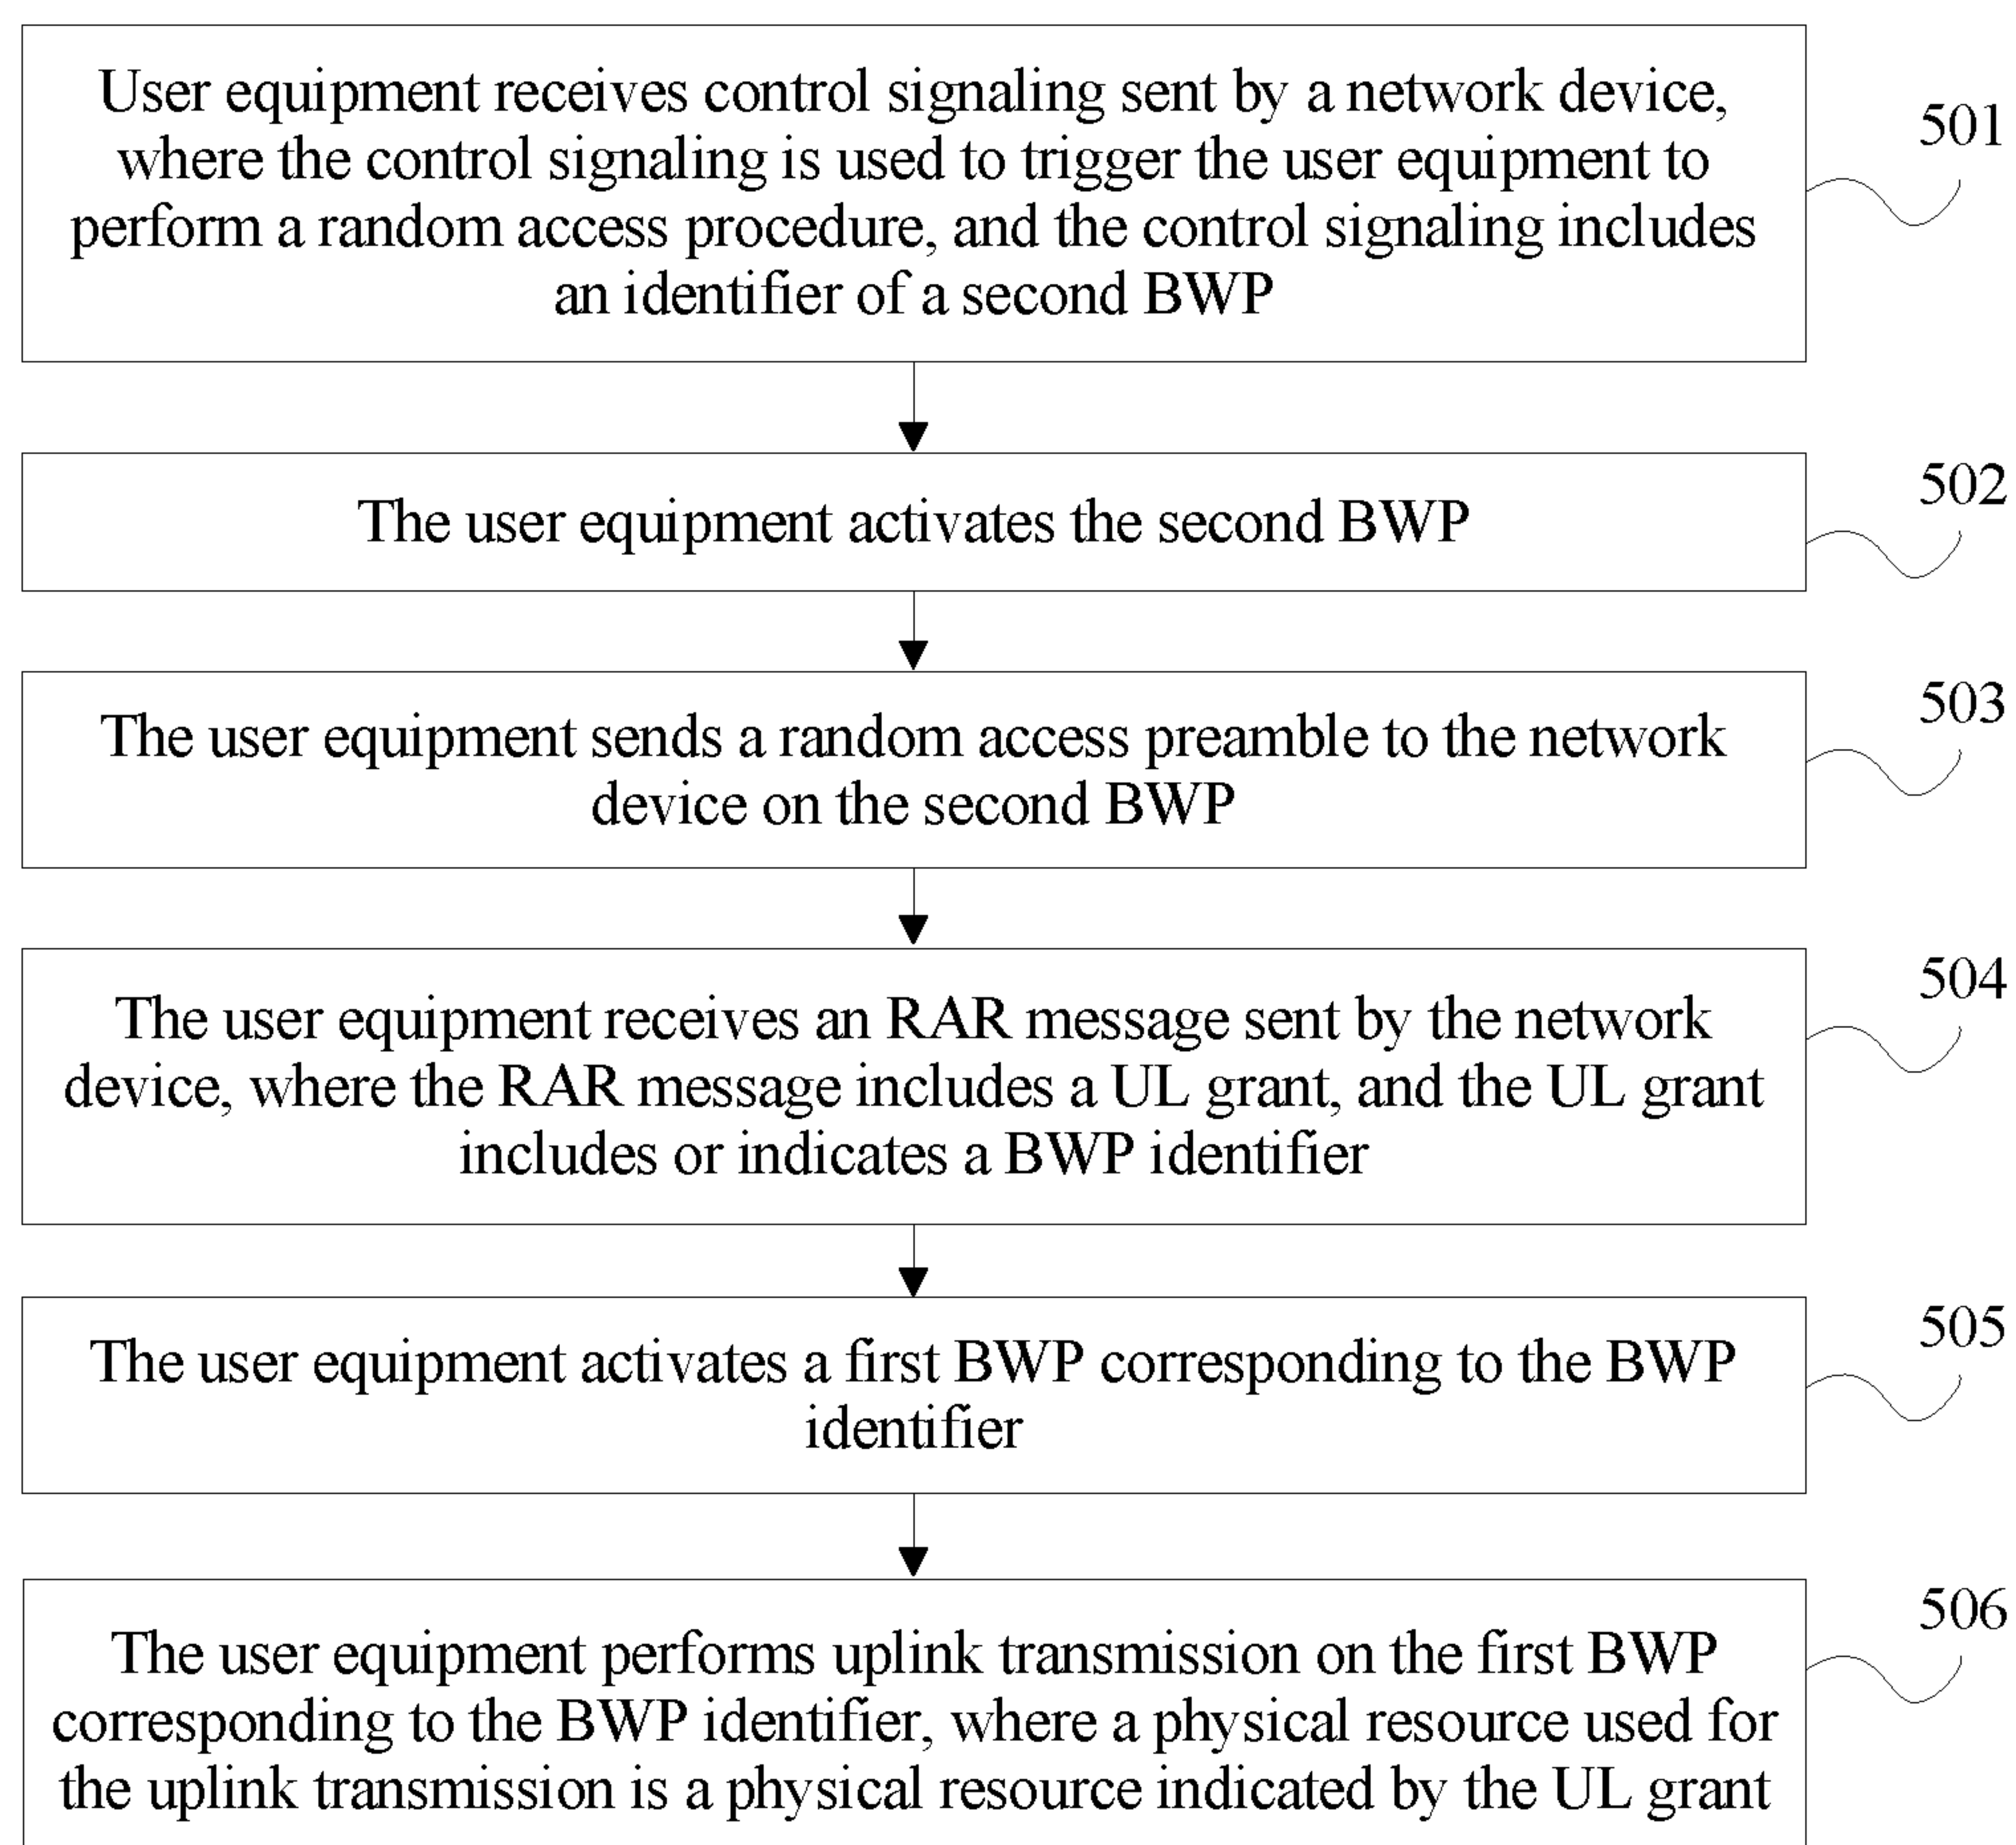 User equipment receives control signaling sent by a network device,
where the control signaling is used to trigger the user equipment to
perform a random access procedure, and the control signaling includes
an identifier of a second BWP
501
The user equipment activates the second BWP
502
The user equipment sends a random access preamble to the network
device on the second BWP
503
The user equipment receives an RAR message sent by the network
device, where the RAR message includes a UL grant, and the UL grant
includes or indicates a BWP identifier
504
The user equipment activates a first BWP corresponding to the BWP
identifier
505
The user equipment performs uplink transmission on the first BWP
corresponding to the BWP identifier, where a physical resource used for
the uplink transmission is a physical resource indicated by the UL grant
506